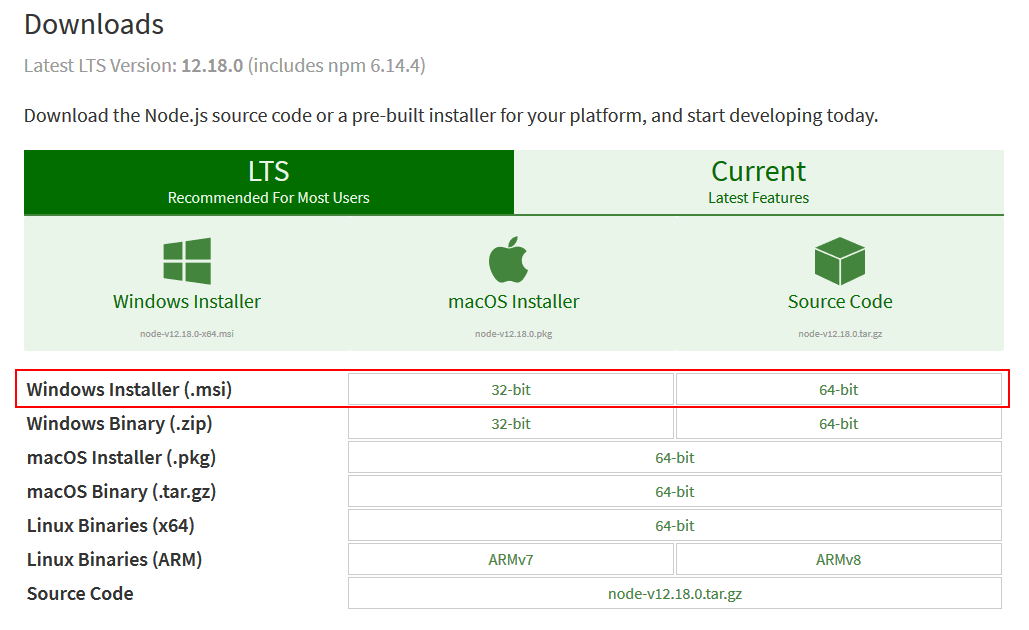 Downloads
Latest LTS Version: 12.18.0 (includes npm 6.14.4)
Download the Node.js source code or a pre-built installer for your platform, and start developing today.
LTS
Recommended For Most Users
Current
Latest Features
Windows Installer
node-v12.18.0-x64.msi
macOS Installer
node-v12.18.0.pkg
Source Code
node-v12.18.0.tar.gz
Windows Installer (.msi) 32-bit 64-bit
Windows Binary (.zip) 32-bit 64-bit
macOS Installer (.pkg) 64-bit
macOS Binary (.tar.gz) 64-bit
Linux Binaries (x64) 64-bit
Linux Binaries (ARM) ARMv7 ARMv8
Source Code node-v12.18.0.tar.gz